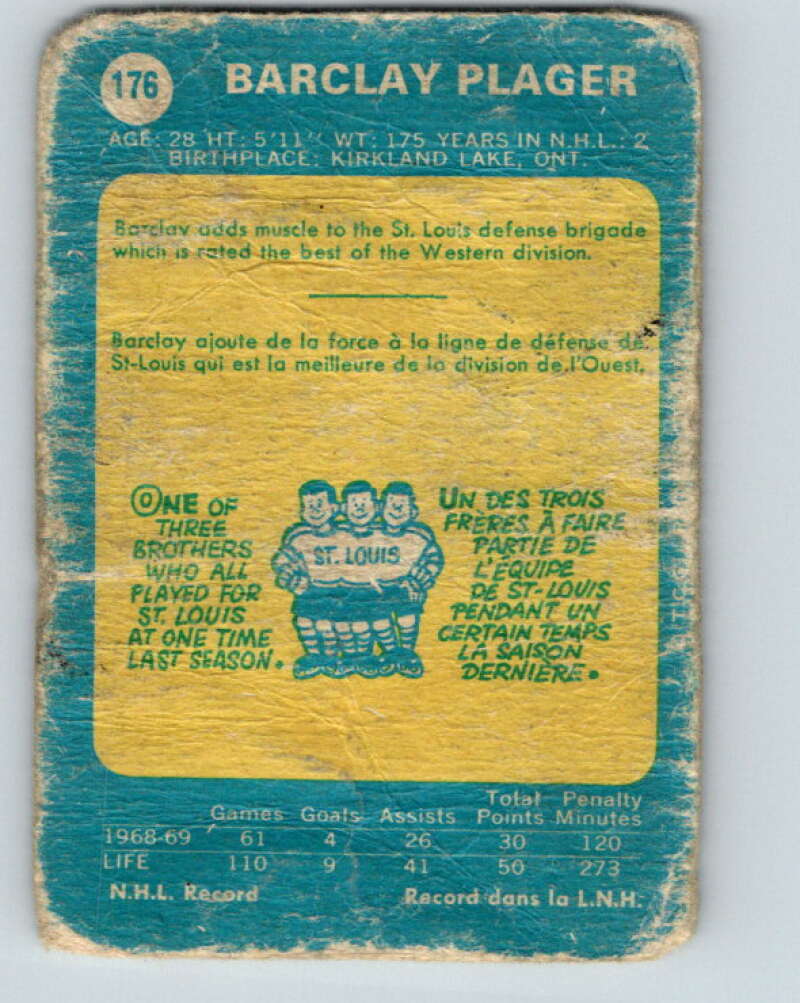 176 BARCLAY PLAGER
AGE: 28 HT: 5'11" WT: 175 YEARS IN N.H.L.: 2
BIRTHPLACE: KIRKLAND LAKE, ONT.
Barclay adds muscle to the St. Louis defense brigade
which is rated the best of the Western division.
Barclay ajoute de la force à la ligne de défense de
St-Louis qui est la meilleure de la division de l'Ouest.
ONE OF
THREE
BROTHERS
WHO ALL
PLAYED FOR
ST. LOUIS
AT ONE TIME
LAST SEASON.
ST. LOUIS
UN DES TROIS
FRÈRES À FAIRE
PARTIE DE
L'ÉQUIPE
DE ST-LOUIS
PENDANT UN
CERTAIN TEMPS
LA SAISON
DERNIÈRE.
Total Penalty
Games Goals Assists Points Minutes
1968-69 61 4 26 30 120
LIFE 110 9 41 50 273
N.H.L. Record Record dans la L.N.H.